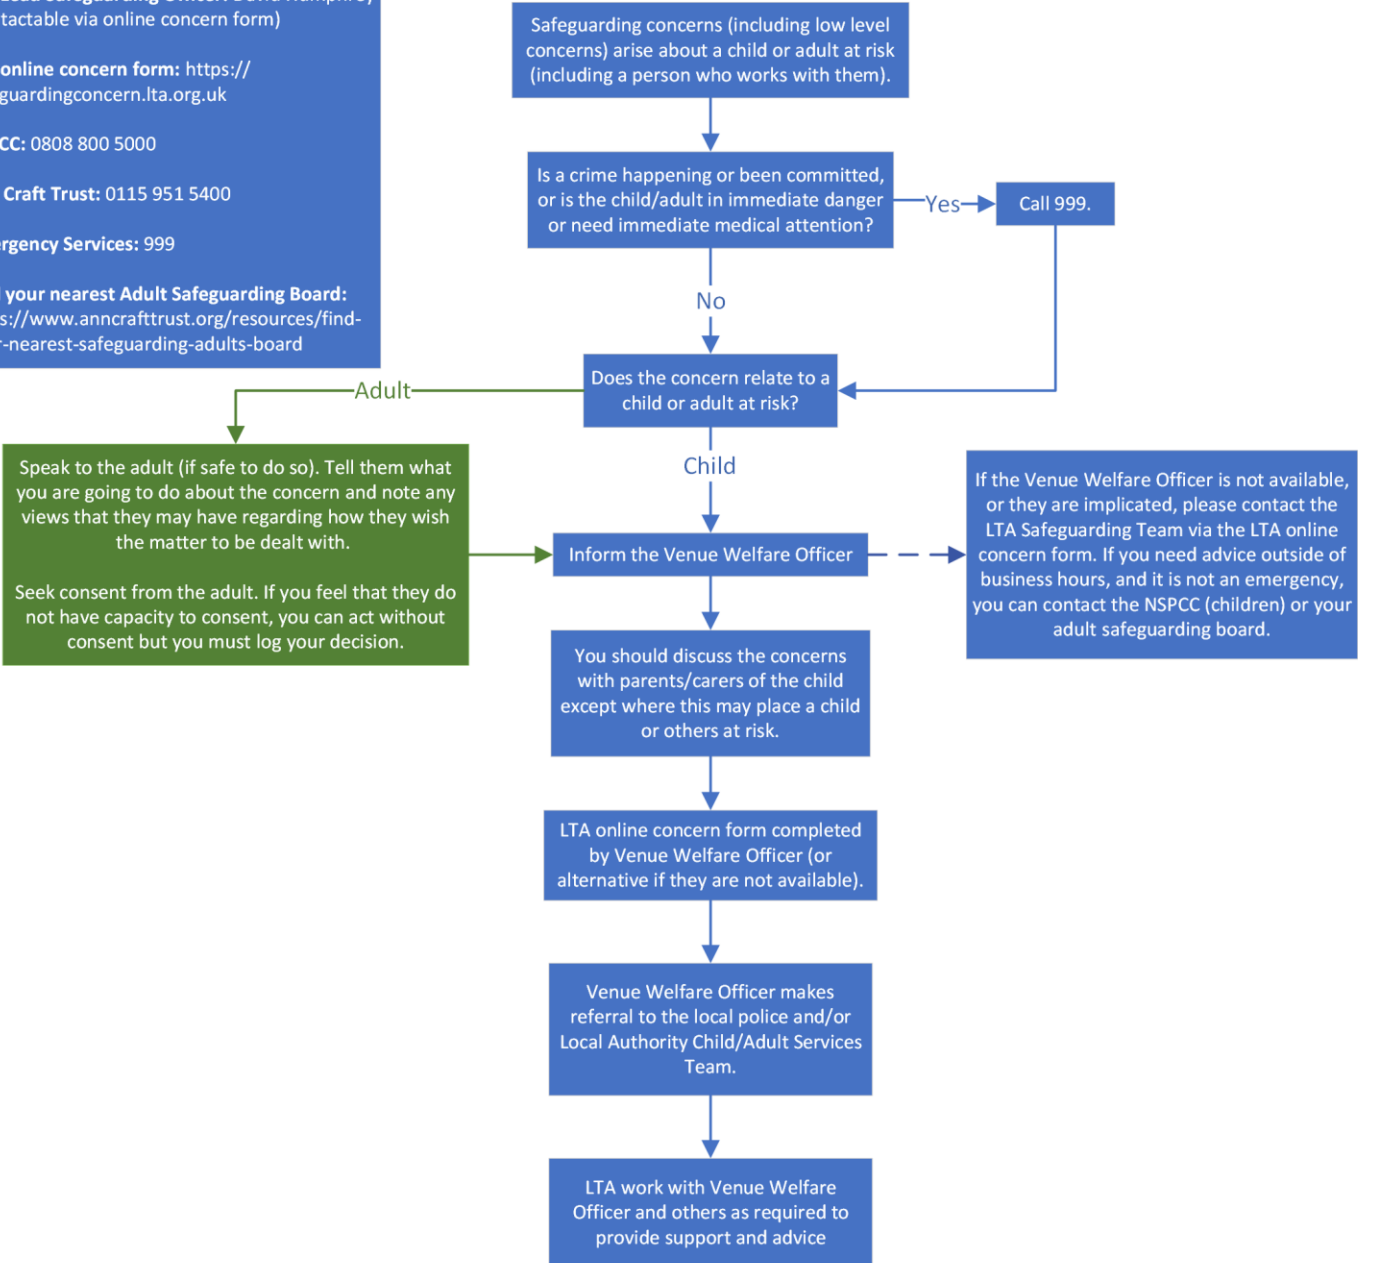 tactable via online concern form)
online concern form: https://
guardingconcern.lta.org.uk
CC: 0808 800 5000
Craft Trust: 0115 951 5400
ergency Services: 999
your nearest Adult Safeguarding Board:
s://www.anncrafttrust.org/resources/find-
r-nearest-safeguarding-adults-board
Safeguarding concerns (including low level
concerns) arise about a child or adult at risk
(including a person who works with them).
Is a crime happening or been committed,
or is the child/adult in immediate danger
or need immediate medical attention?
Yes
Call 999.
No
Does the concern relate to a
child or adult at risk?
Adult
Child
Speak to the adult (if safe to do so). Tell them what
you are going to do about the concern and note any
views that they may have regarding how they wish
the matter to be dealt with.
Seek consent from the adult. If you feel that they do
not have capacity to consent, you can act without
consent but you must log your decision.
Inform the Venue Welfare Officer
If the Venue Welfare Officer is not available,
or they are implicated, please contact the
LTA Safeguarding Team via the LTA online
concern form. If you need advice outside of
business hours, and it is not an emergency,
you can contact the NSPCC (children) or your
adult safeguarding board.
You should discuss the concerns
with parents/carers of the child
except where this may place a child
or others at risk.
LTA online concern form completed
by Venue Welfare Officer (or
alternative if they are not available).
Venue Welfare Officer makes
referral to the local police and/or
Local Authority Child/Adult Services
Team.
LTA work with Venue Welfare
Officer and others as required to
provide support and advice